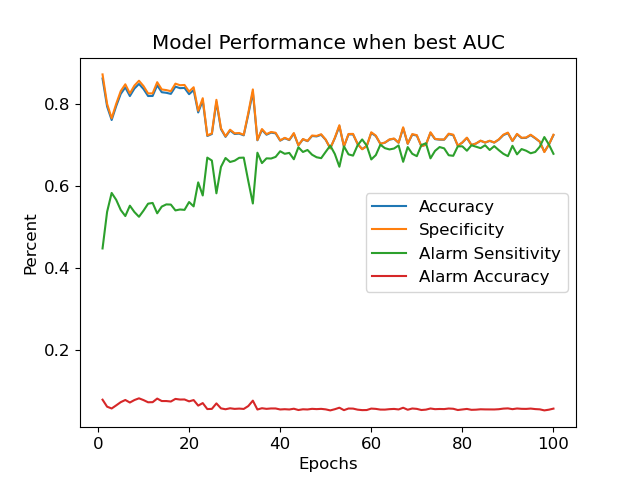 Model Performance when best AUC
Percent
0.8
0.6
0.4
0.2
Accuracy
Specificity
Alarm Sensitivity
Alarm Accuracy
0 20 40 60 80 100
Epochs